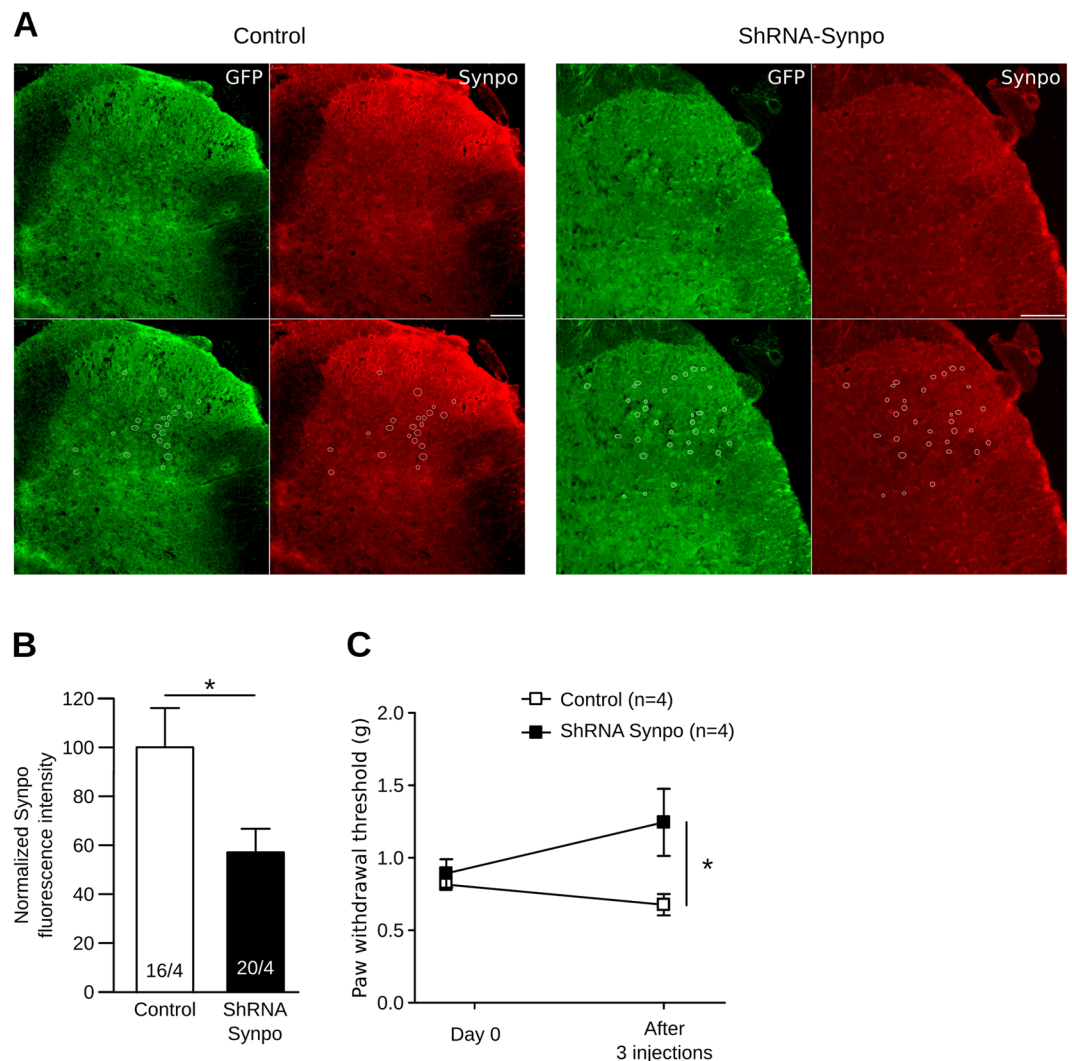 A
Control
ShRNA-Synpo
GFP
Synpo
GFP
Synpo
B
*
Normalized Synpo
fluorescence intensity
120
100
80
60
40
20
0
16/4
20/4
Control
ShRNA
Synpo
C
Control (n=4)
ShRNA Synpo (n=4)
Paw withdrawal threshold (g)
2.0
1.5
1.0
0.5
0.0
*
Day 0
After
3 injections